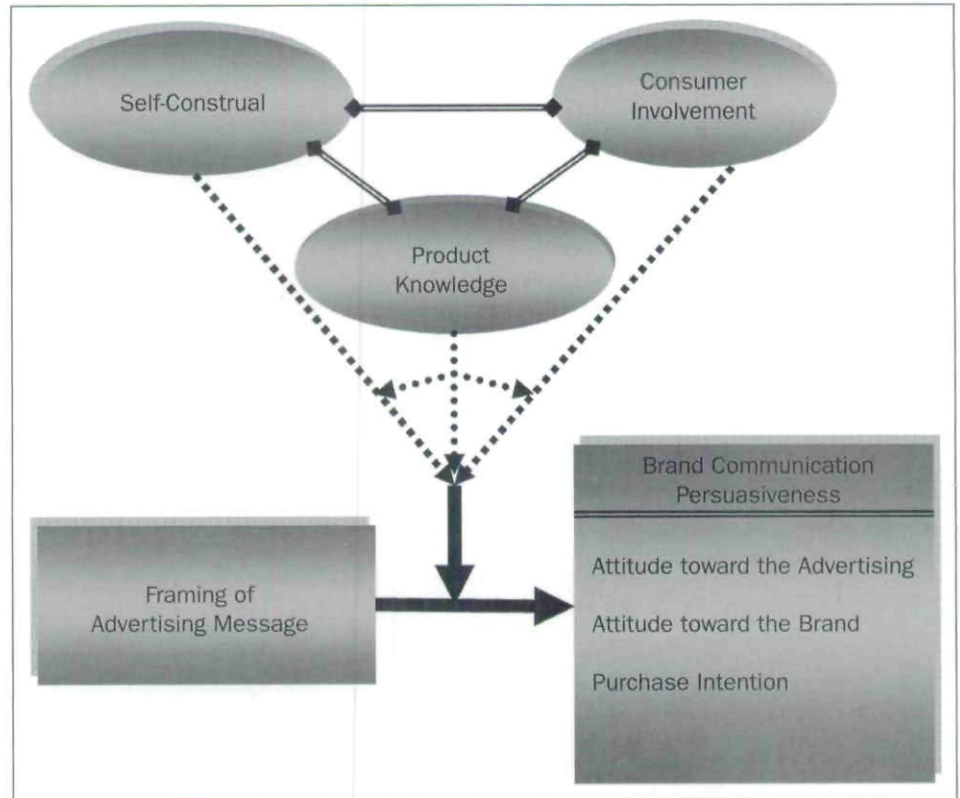 Self-Construal
Consumer
Involvement
Product
Knowledge
Brand Communication
Persuasiveness
Attitude toward the Advertising
Framing of
Advertising Message
Attitude toward the Brand
Purchase Intention